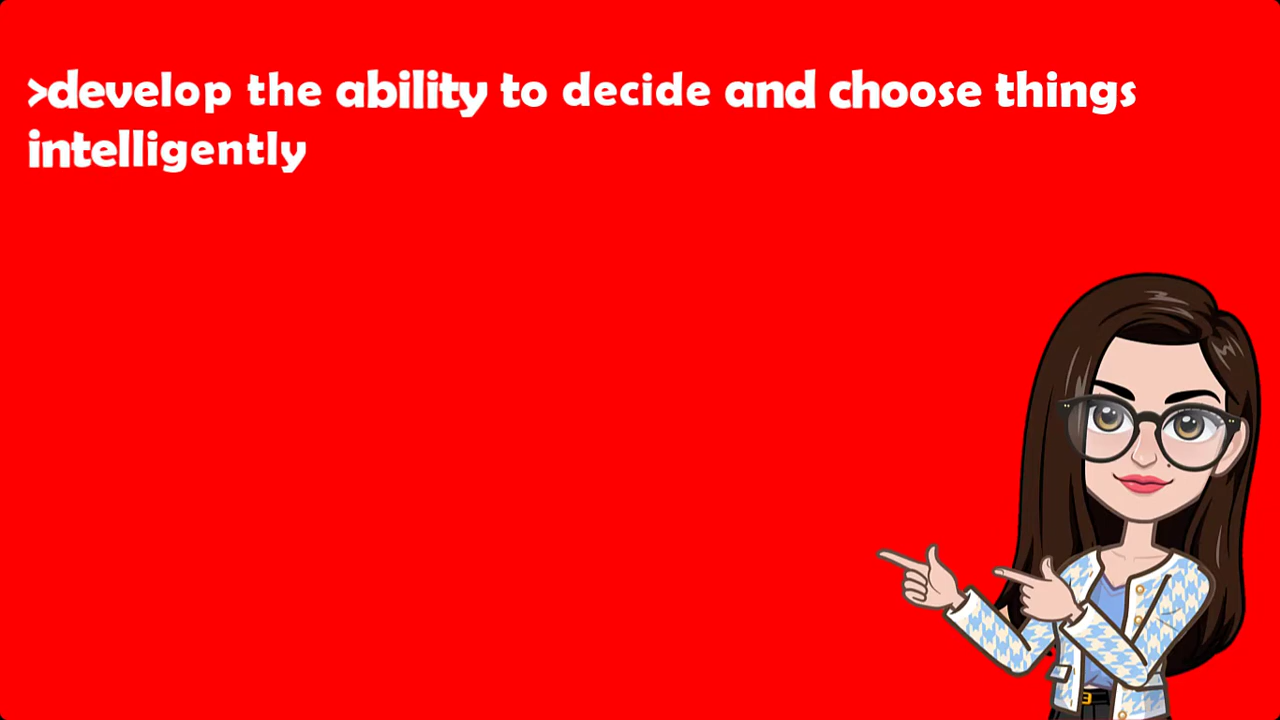 >develop the ability to decide and choose things
intelligently